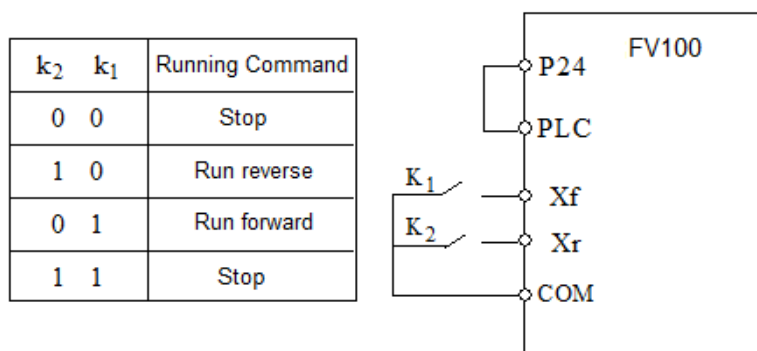 k₂ k₁ Running Command
0 0 Stop
1 0 Run reverse
0 1 Run forward
1 1 Stop
FV100
P24
PLC
K₁
Xf
K₂
Xr
COM